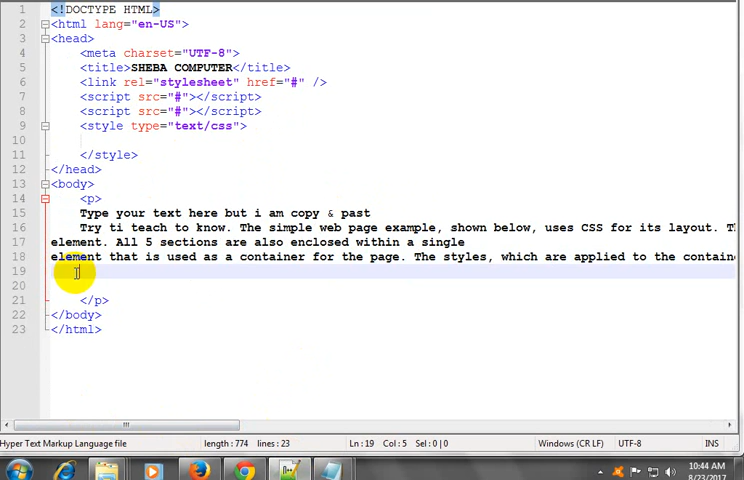 1 <!DOCTYPE HTML>
2 <html lang="en-US">
3 <head>
4 <meta charset="UTF-8">
5 <title>SHEBA COMPUTER</title>
6 <link rel="stylesheet" href="#" />
7 <script src="#"></script>
8 <script src="#"></script>
9 <style type="text/css">
10
11 </style>
12 </head>
13 <body>
14 <p>
15 Type your text here but i am copy & past
16 Try ti teach to know. The simple web page example, shown below, uses CSS for its layout. T
17 element. All 5 sections are also enclosed within a single
18 element that is used as a container for the page. The styles, which are applied to the contain
19
20
21 </p>
22 </body>
23 </html>
Hyper Text Markup Language file length : 774 lines : 23 Ln : 19 Col : 5 Sel : 0 | 0 Windows (CR LF) UTF-8 INS
10:44 AM
8/23/2017